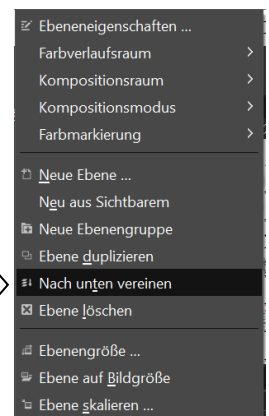 Ebeneneigenschaften ...
Farbverlaufsraum
Kompositionsraum
Kompositionsmodus
Farbmarkierung
Neue Ebene ...
Neu aus Sichtbarem
Neue Ebenengruppe
Ebene duplizieren
Nach unten vereinen
Ebene löschen
Ebenengröße ...
Ebene auf Bildgröße
Ebene skalieren ...